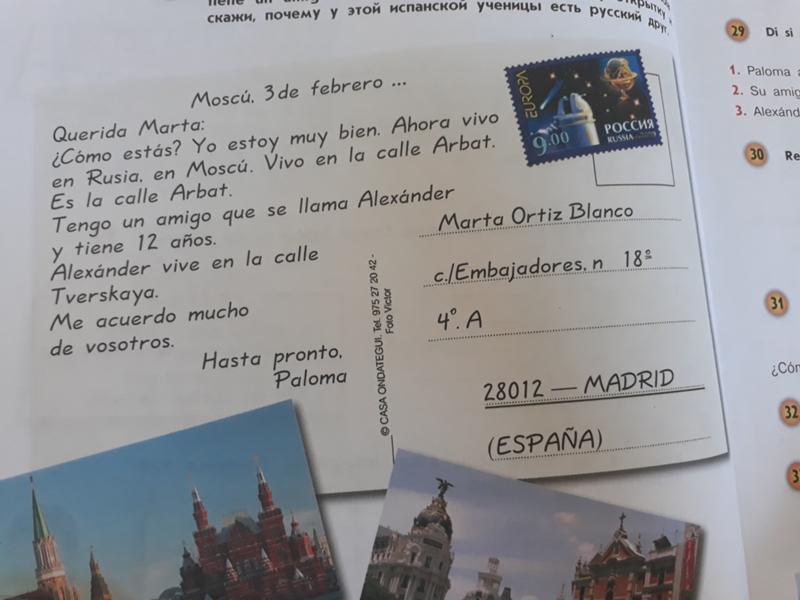 скажи, почему у этой испанской ученицы есть русский друг.
Moscú, 3 de febrero ...
Querida Marta:
¿Cómo estás? Yo estoy muy bien. Ahora vivo
en Rusia, en Moscú. Vivo en la calle Arbat.
Es la calle Arbat.
Tengo un amigo que se llama Alexánder
y tiene 12 años.
Alexánder vive en la calle
Tverskaya.
Me acuerdo mucho
de vosotros.
Hasta pronto,
Paloma
© CASA ONDATEGUI. Tel. 975 27 20 42 -
Foto Victor
EUROPA
9.00
РОССИЯ
RUSSIA
Marta Ortiz Blanco
c./Embajadores, n 18º
4º. A
28012 — MADRID
(ESPAÑA)
29 Di si
1. Paloma
2. Su
3.
30 Re
31
32